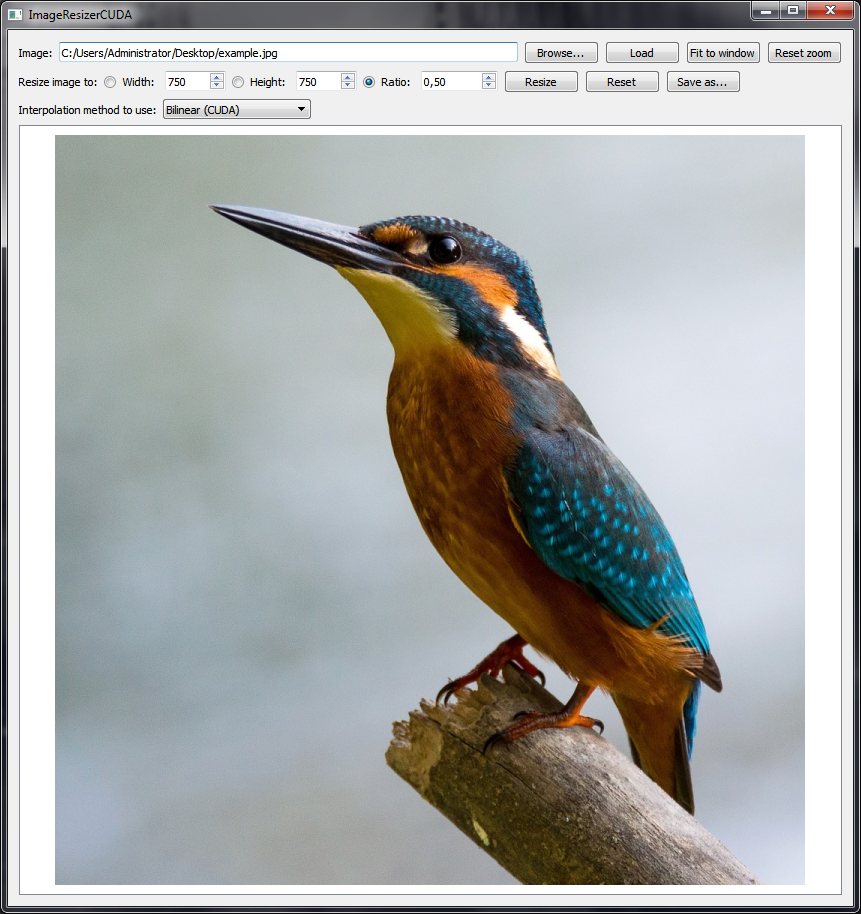 ImageResizerCUDA
Image: C:/Users/Administrator/Desktop/example.jpg Browse... Load Fit to window Reset zoom
Resize image to: Width: 750 Height: 750 Ratio: 0,50 Resize Reset Save as...
Interpolation method to use: Bilinear (CUDA)